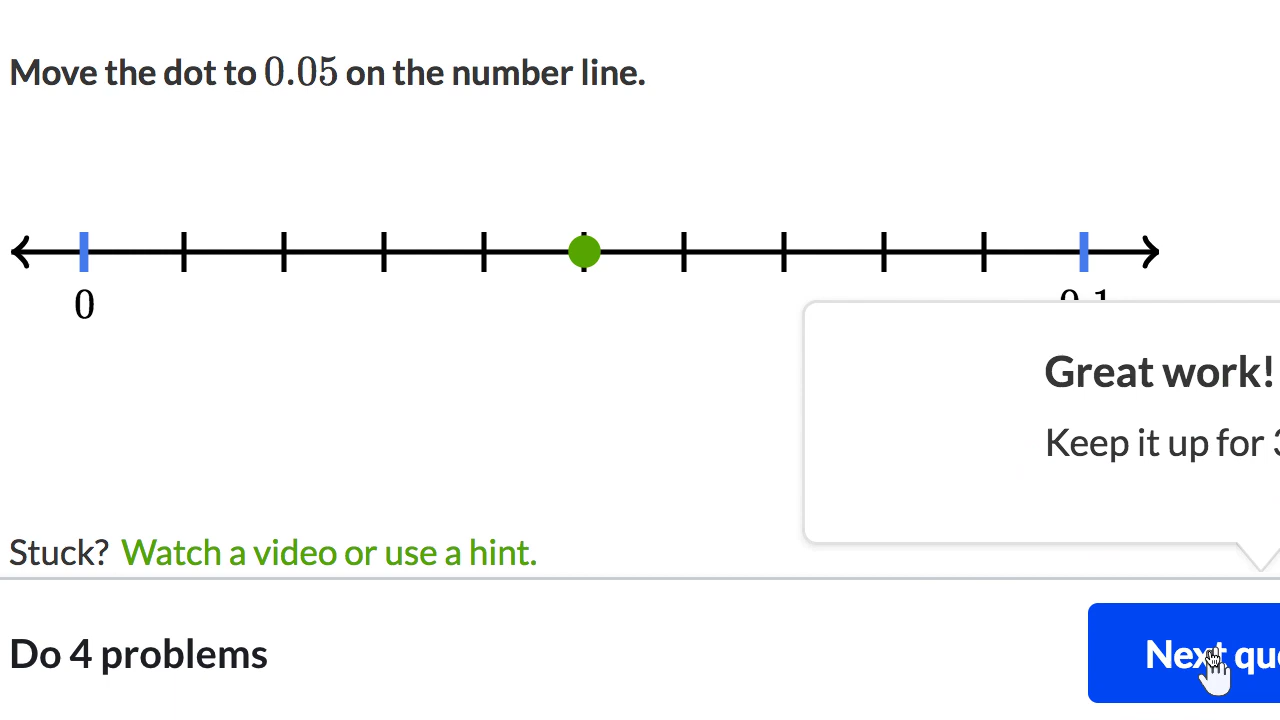 Move the dot to 0.05 on the number line.
0
Great work!
Keep it up for
Stuck? Watch a video or use a hint.
Do 4 problems
Next